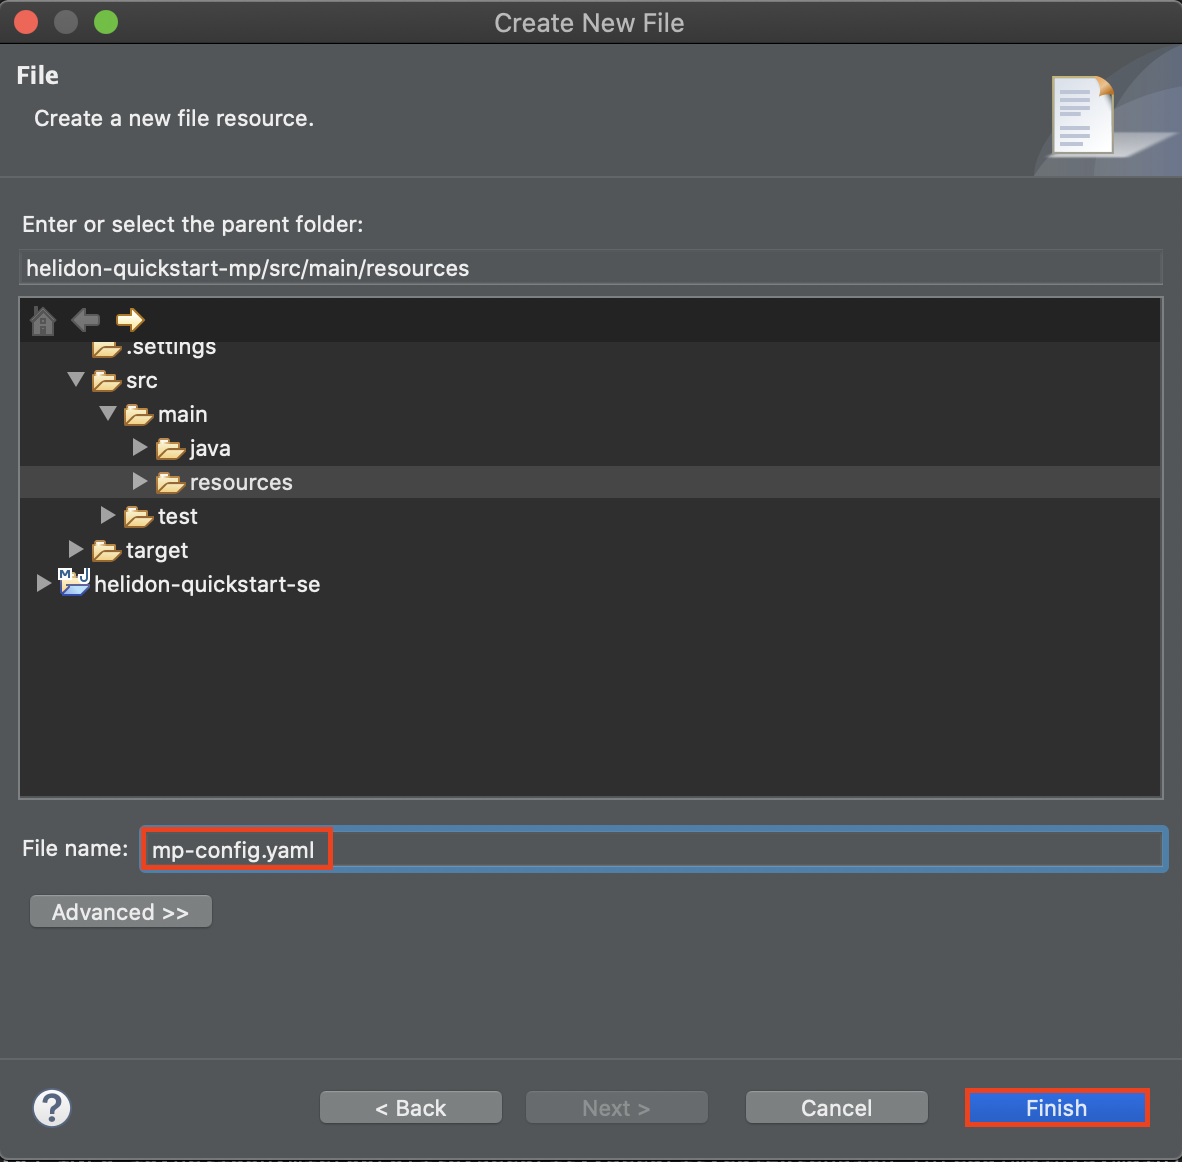 Create New File
File
Create a new file resource.
Enter or select the parent folder:
helidon-quickstart-mp/src/main/resources
.settings
src
main
java
resources
test
target
helidon-quickstart-se
File name: mp-config.yaml
Advanced >>
? < Back Next > Cancel Finish